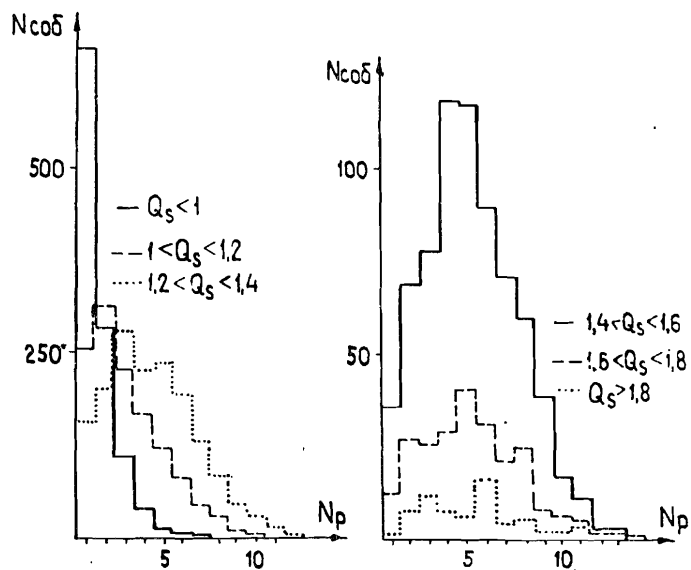 Nсоб
500
250
— Qs<1
--- 1<Qs<1,2
····· 1,2<Qs<1,4
Np
5
10
Nсоб
100
50
— 1,4<Qs<1,6
--- 1,6<Qs<i,8
····· Qs>1,8
Np
5
10